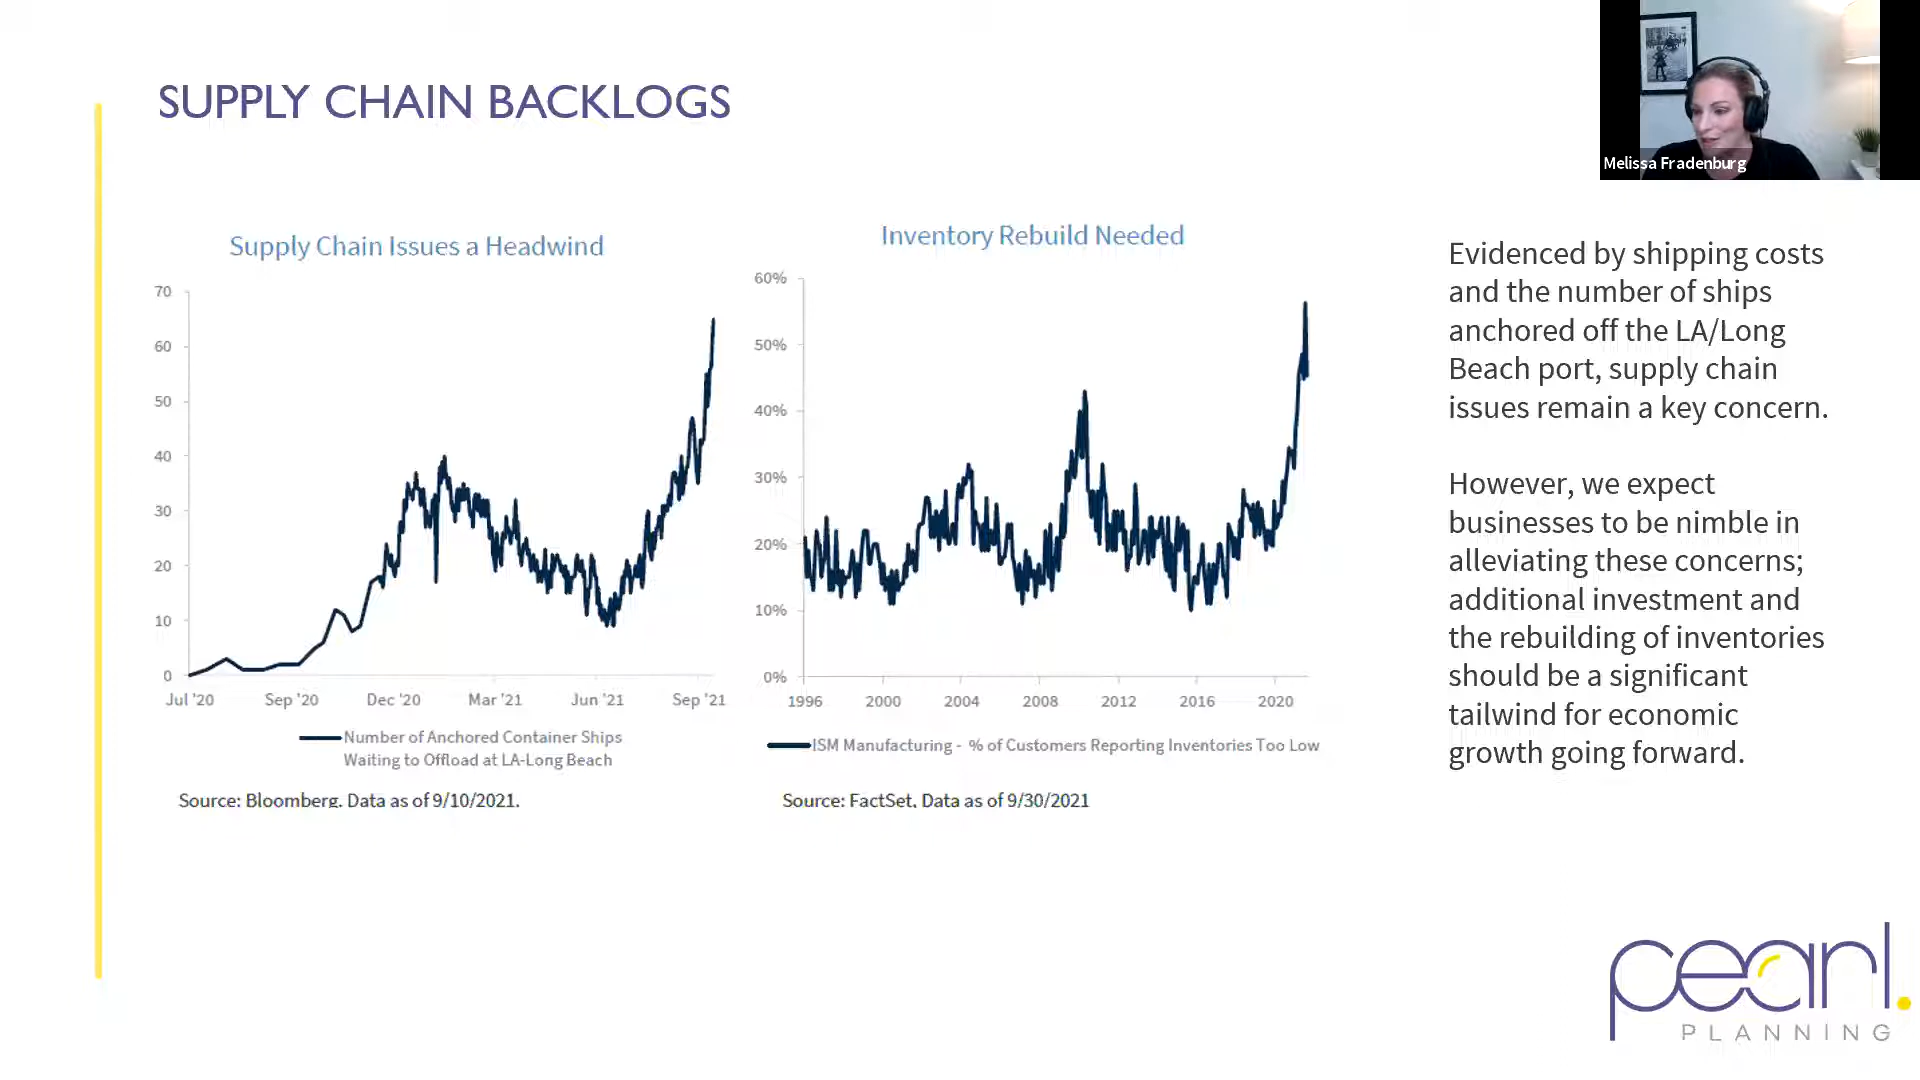 SUPPLY CHAIN BACKLOGS
Melissa Fradenburg
Supply Chain Issues a Headwind
70
60
50
40
30
20
10
0
Jul '20 Sep '20 Dec '20 Mar '21 Jun '21 Sep '21
Number of Anchored Container Ships
Waiting to Offload at LA-Long Beach
Source: Bloomberg. Data as of 9/10/2021.
Inventory Rebuild Needed
60%
50%
40%
30%
20%
10%
0%
1996 2000 2004 2008 2012 2016 2020
ISM Manufacturing - % of Customers Reporting Inventories Too Low
Source: FactSet, Data as of 9/30/2021
Evidenced by shipping costs
and the number of ships
anchored off the LA/Long
Beach port, supply chain
issues remain a key concern.
However, we expect
businesses to be nimble in
alleviating these concerns;
additional investment and
the rebuilding of inventories
should be a significant
tailwind for economic
growth going forward.
pearl.
PLANNING